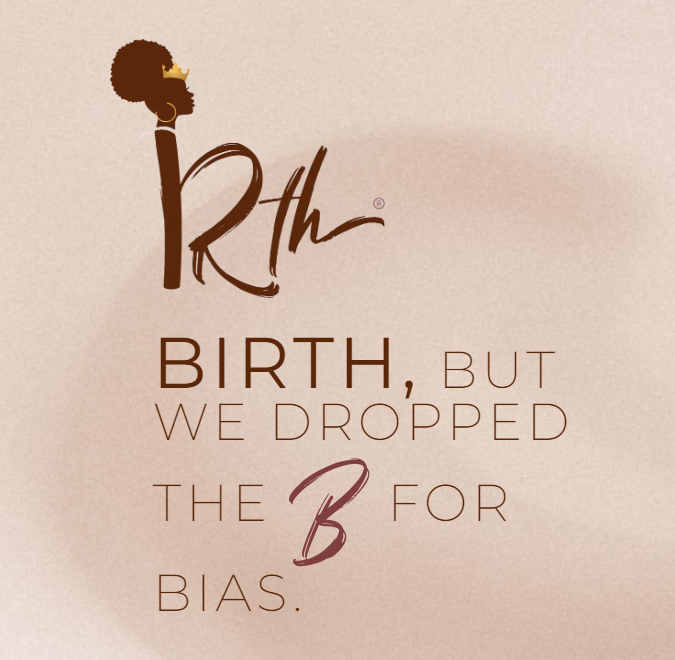 iRth®
BIRTH, BUT
WE DROPPED
THE B FOR
BIAS.